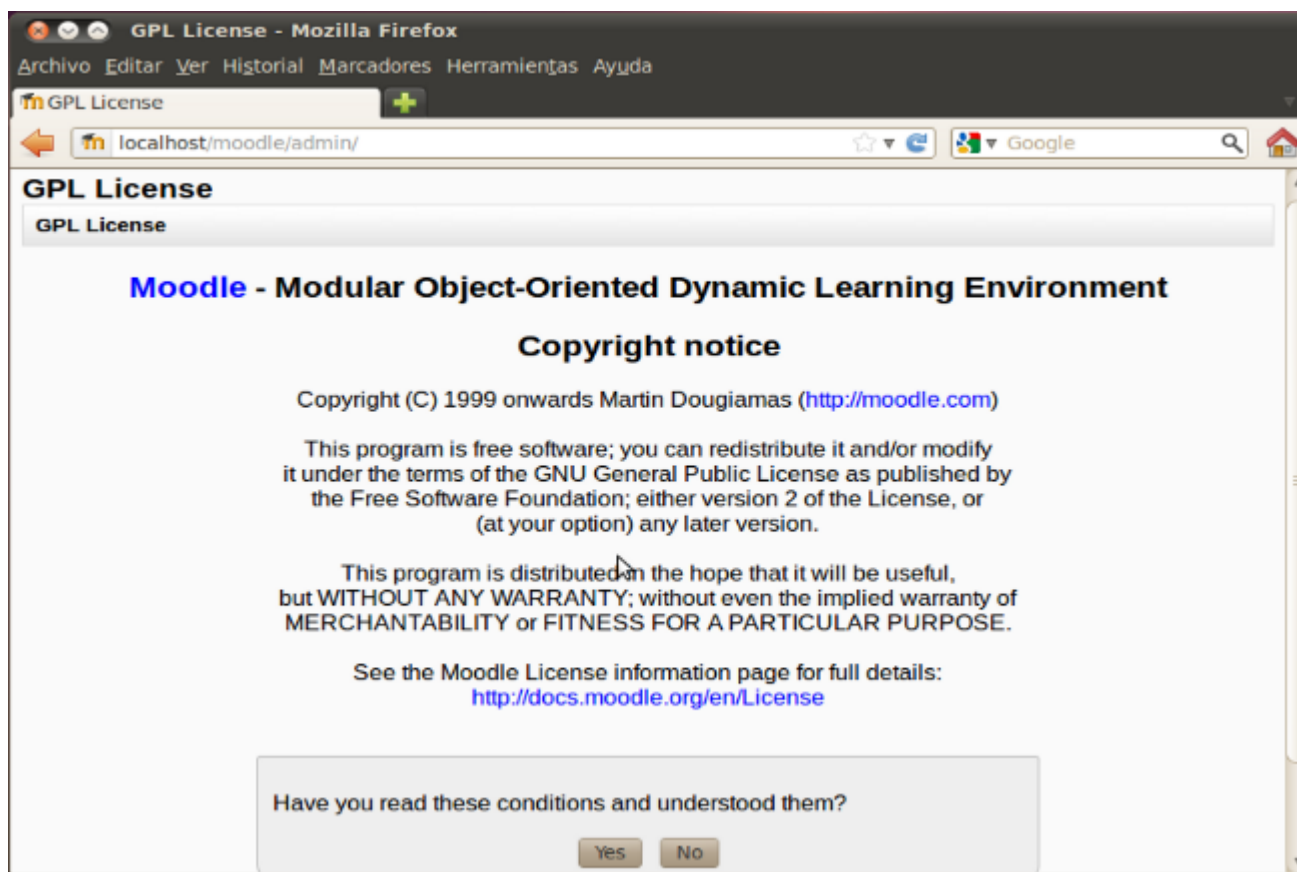 GPL License - Mozilla Firefox
Archivo Editar Ver Historial Marcadores Herramientas Ayuda
GPL License
localhost/moodle/admin/
Google
GPL License
GPL License
Moodle - Modular Object-Oriented Dynamic Learning Environment
Copyright notice
Copyright (C) 1999 onwards Martin Dougiamas (http://moodle.com)
This program is free software; you can redistribute it and/or modify
it under the terms of the GNU General Public License as published by
the Free Software Foundation; either version 2 of the License, or
(at your option) any later version.
This program is distributed in the hope that it will be useful,
but WITHOUT ANY WARRANTY; without even the implied warranty of
MERCHANTABILITY or FITNESS FOR A PARTICULAR PURPOSE.
See the Moodle License information page for full details:
http://docs.moodle.org/en/License
Have you read these conditions and understood them?
Yes No